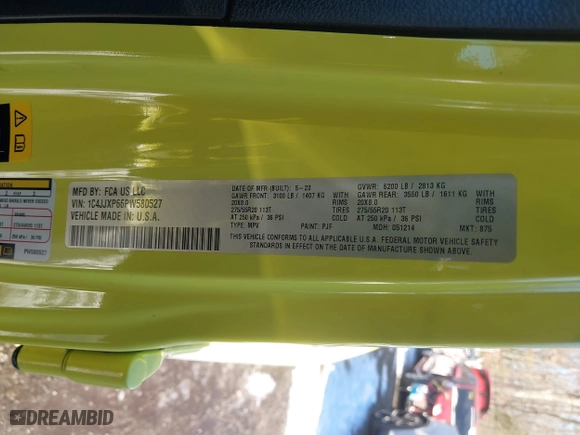 MFD BY: FCA US LLC
VIN: 1C4JJXP66PW580527
VEHICLE MADE IN: U.S.A.
DATE OF MFR (BUILT): 5-23
GAWR FRONT: 3100 LB / 1407 KG
WITH
RIMS
20X8.0
TIRES
275/55R20 113T
COLD
AT 250 kPa / 36 PSI
TYPE: MPV
PAINT: PJF
MDH: 051214
GVWR: 6200 LB / 2813 KG
GAWR REAR: 3550 LB / 1611 KG
WITH
RIMS
20X8.0
TIRES
275/55R20 113T
COLD
AT 250 kPa / 36 PSI
MKT: 875
THIS VEHICLE CONFORMS TO ALL APPLICABLE U.S.A. FEDERAL MOTOR VEHICLE SAFETY
STANDARDS IN EFFECT ON THE DATE OF MANUFACTURE SHOWN ABOVE.
PW580527
DREAMBID